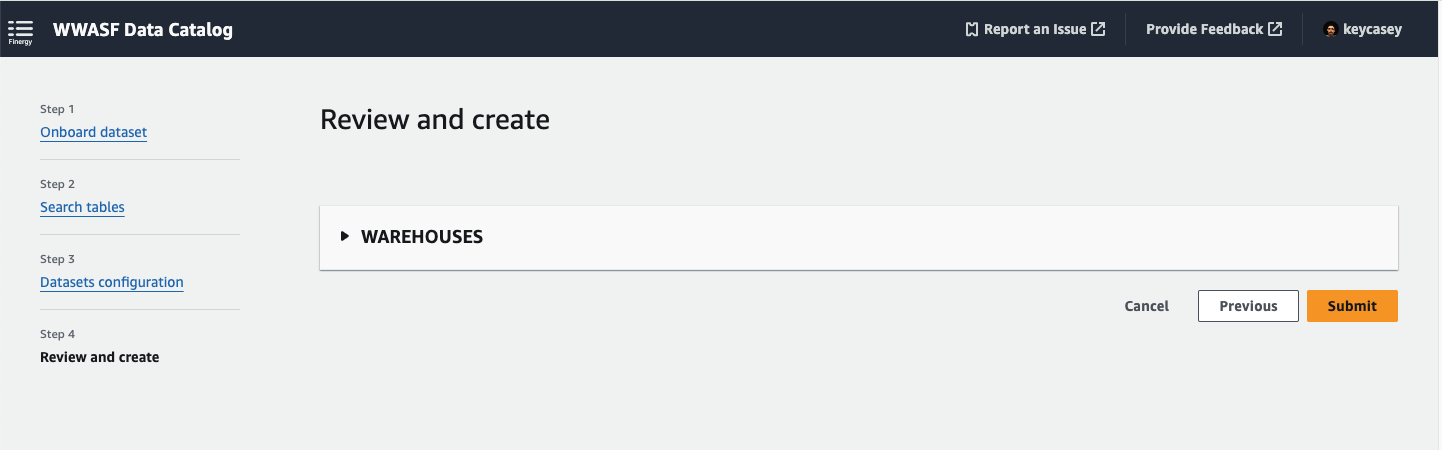 Finergy
WWASF Data Catalog
Report an Issue
Provide Feedback
keycasey
Step 1
Onboard dataset
Step 2
Search tables
Step 3
Datasets configuration
Step 4
Review and create
Review and create
WAREHOUSES
Cancel
Previous
Submit